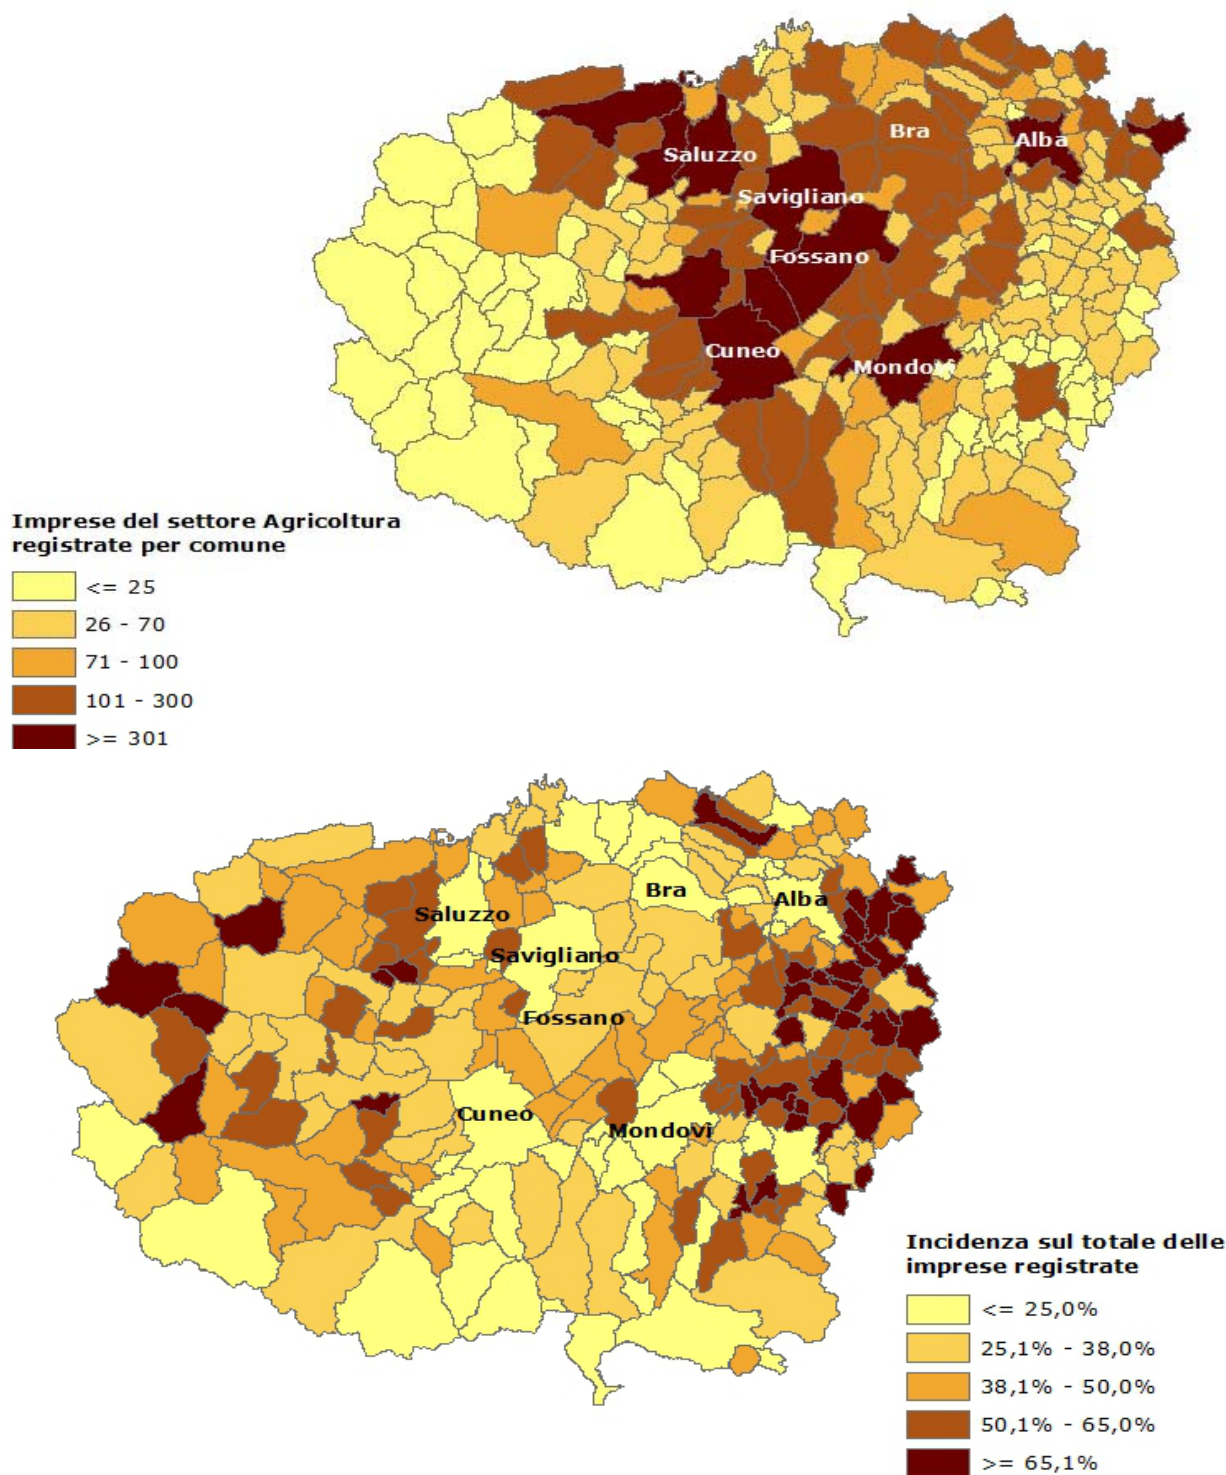 Bra
Alba
Saluzzo
Savigliano
Fossano
Cuneo
Mondovì
Imprese del settore Agricoltura
registrate per comune
<= 25
26 - 70
71 - 100
101 - 300
>= 301
Bra
Alba
Saluzzo
Savigliano
Fossano
Cuneo
Mondovì
Incidenza sul totale delle
imprese registrate
<= 25,0%
25,1% - 38,0%
38,1% - 50,0%
50,1% - 65,0%
>= 65,1%